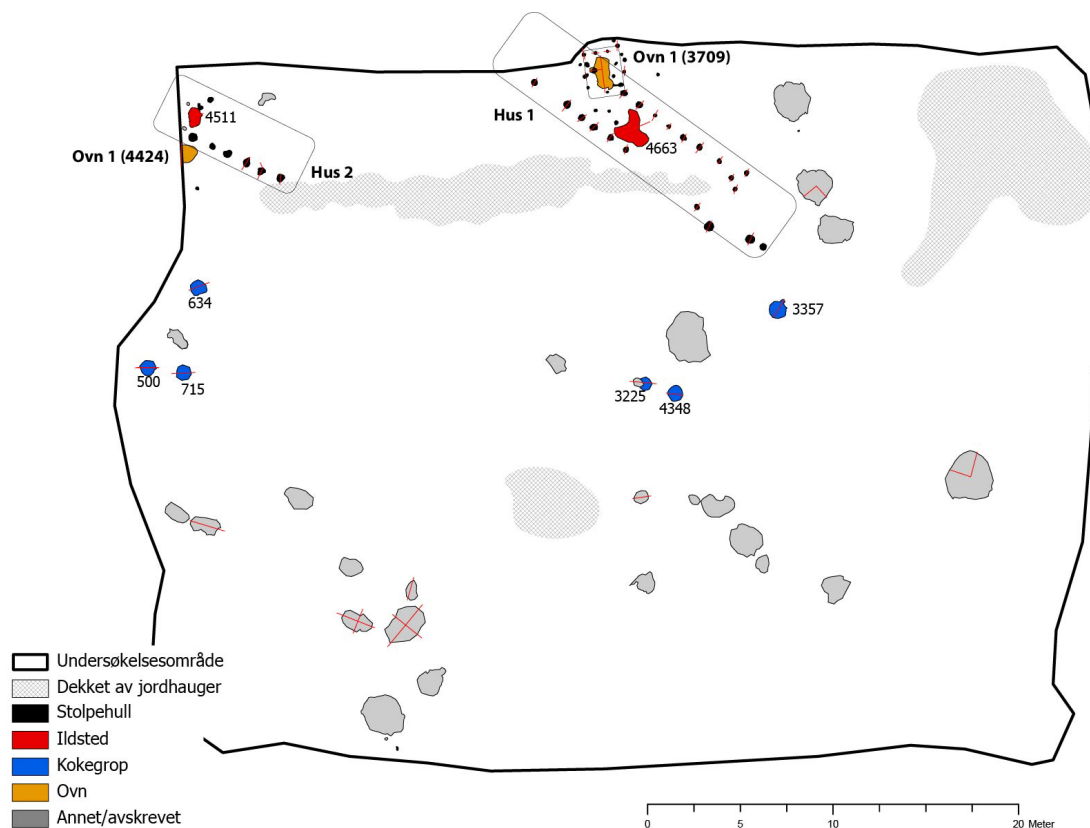 Ovn 1 (3709)
4511
Hus 1
4663
Ovn 1 (4424)
Hus 2
634
3357
500
715
3225
4348
Undersøkelsesområde
Dekket av jordhauger
Stolpehull
Ildsted
Kokegrop
Ovn
Annet/avskrevet
0 5 10 20 Meter